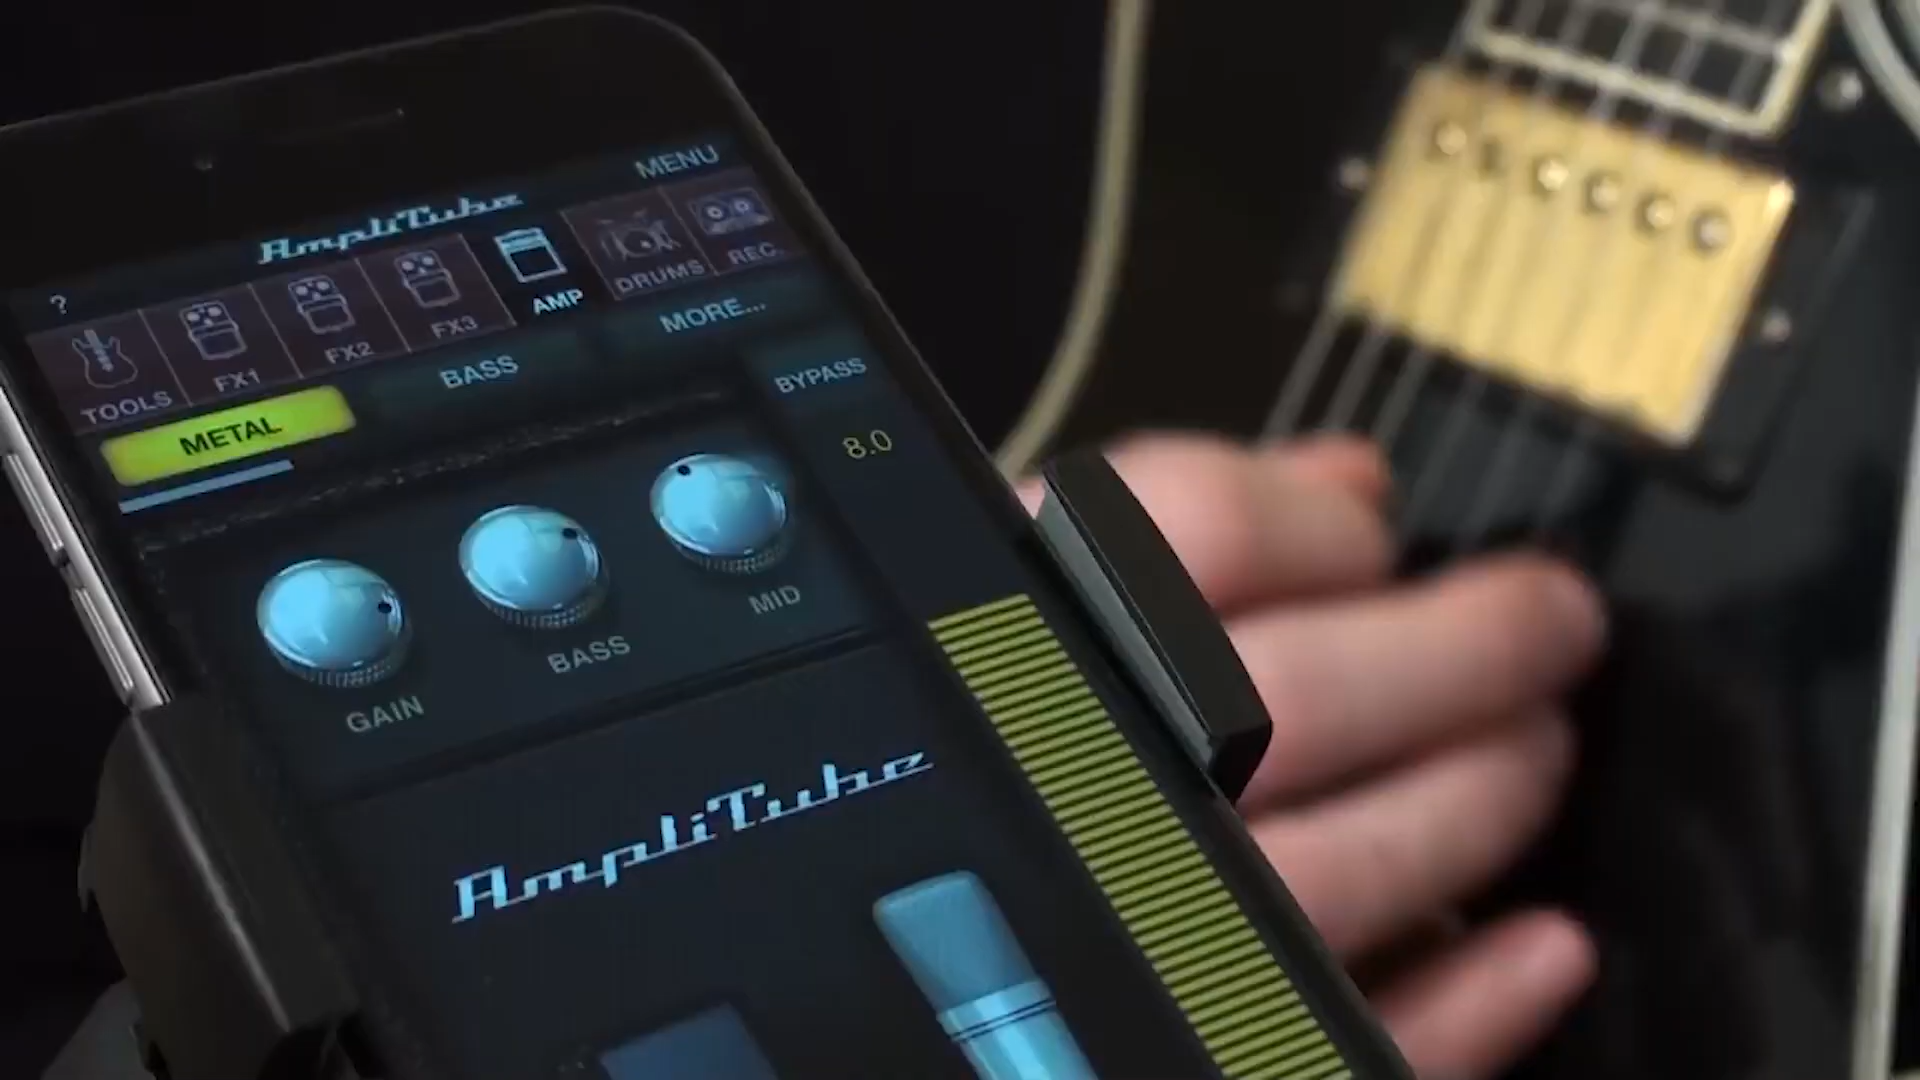 MENU
AmpliTube
?
TOOLS
FX1
FX2
FX3
AMP
DRUMS
REC.
METAL
BASS
MORE...
BYPASS
8.0
GAIN
BASS
MID
AmpliTube